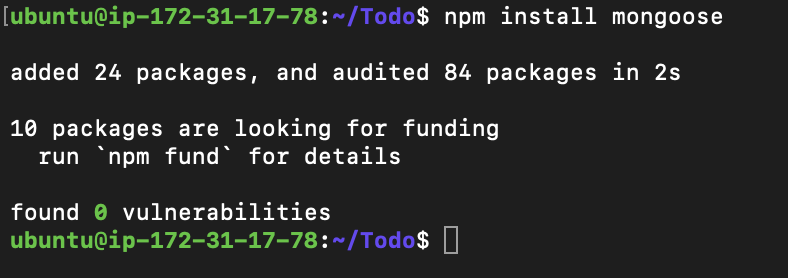 [ubuntu@ip-172-31-17-78:~/Todo$ npm install mongoose
added 24 packages, and audited 84 packages in 2s
10 packages are looking for funding
  run `npm fund` for details
found 0 vulnerabilities
ubuntu@ip-172-31-17-78:~/Todo$